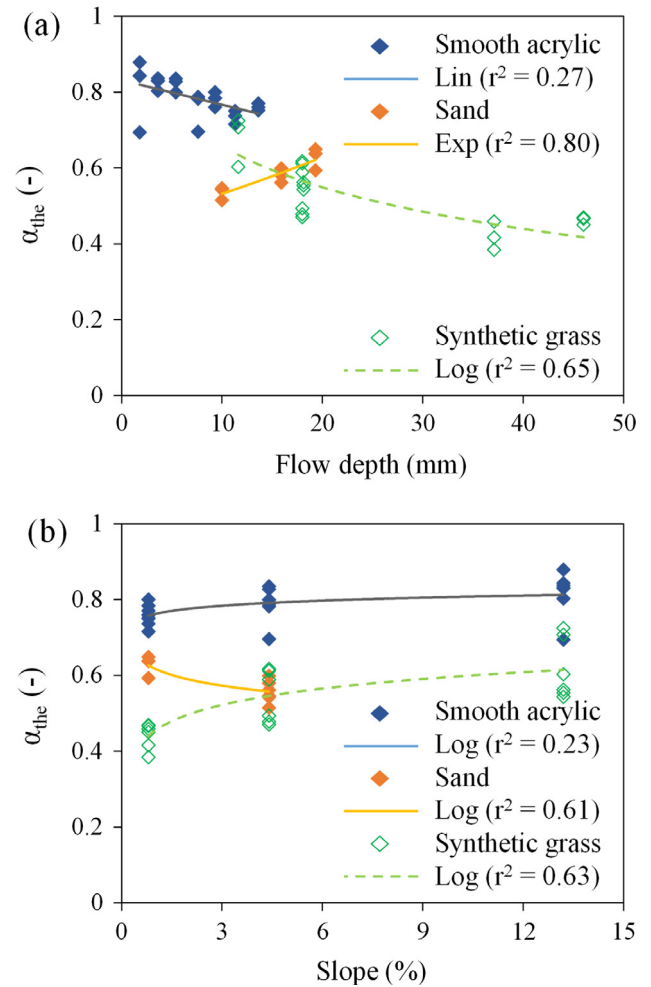 (a)
1
0.8
0.6
0.4
0.2
0
α_the (-)
Smooth acrylic
Lin (r² = 0.27)
Sand
Exp (r² = 0.80)
Synthetic grass
Log (r² = 0.65)
0 10 20 30 40 50
Flow depth (mm)
(b)
1
0.8
0.6
0.4
0.2
0
α_the (-)
Smooth acrylic
Log (r² = 0.23)
Sand
Log (r² = 0.61)
Synthetic grass
Log (r² = 0.63)
0 3 6 9 12 15
Slope (%)